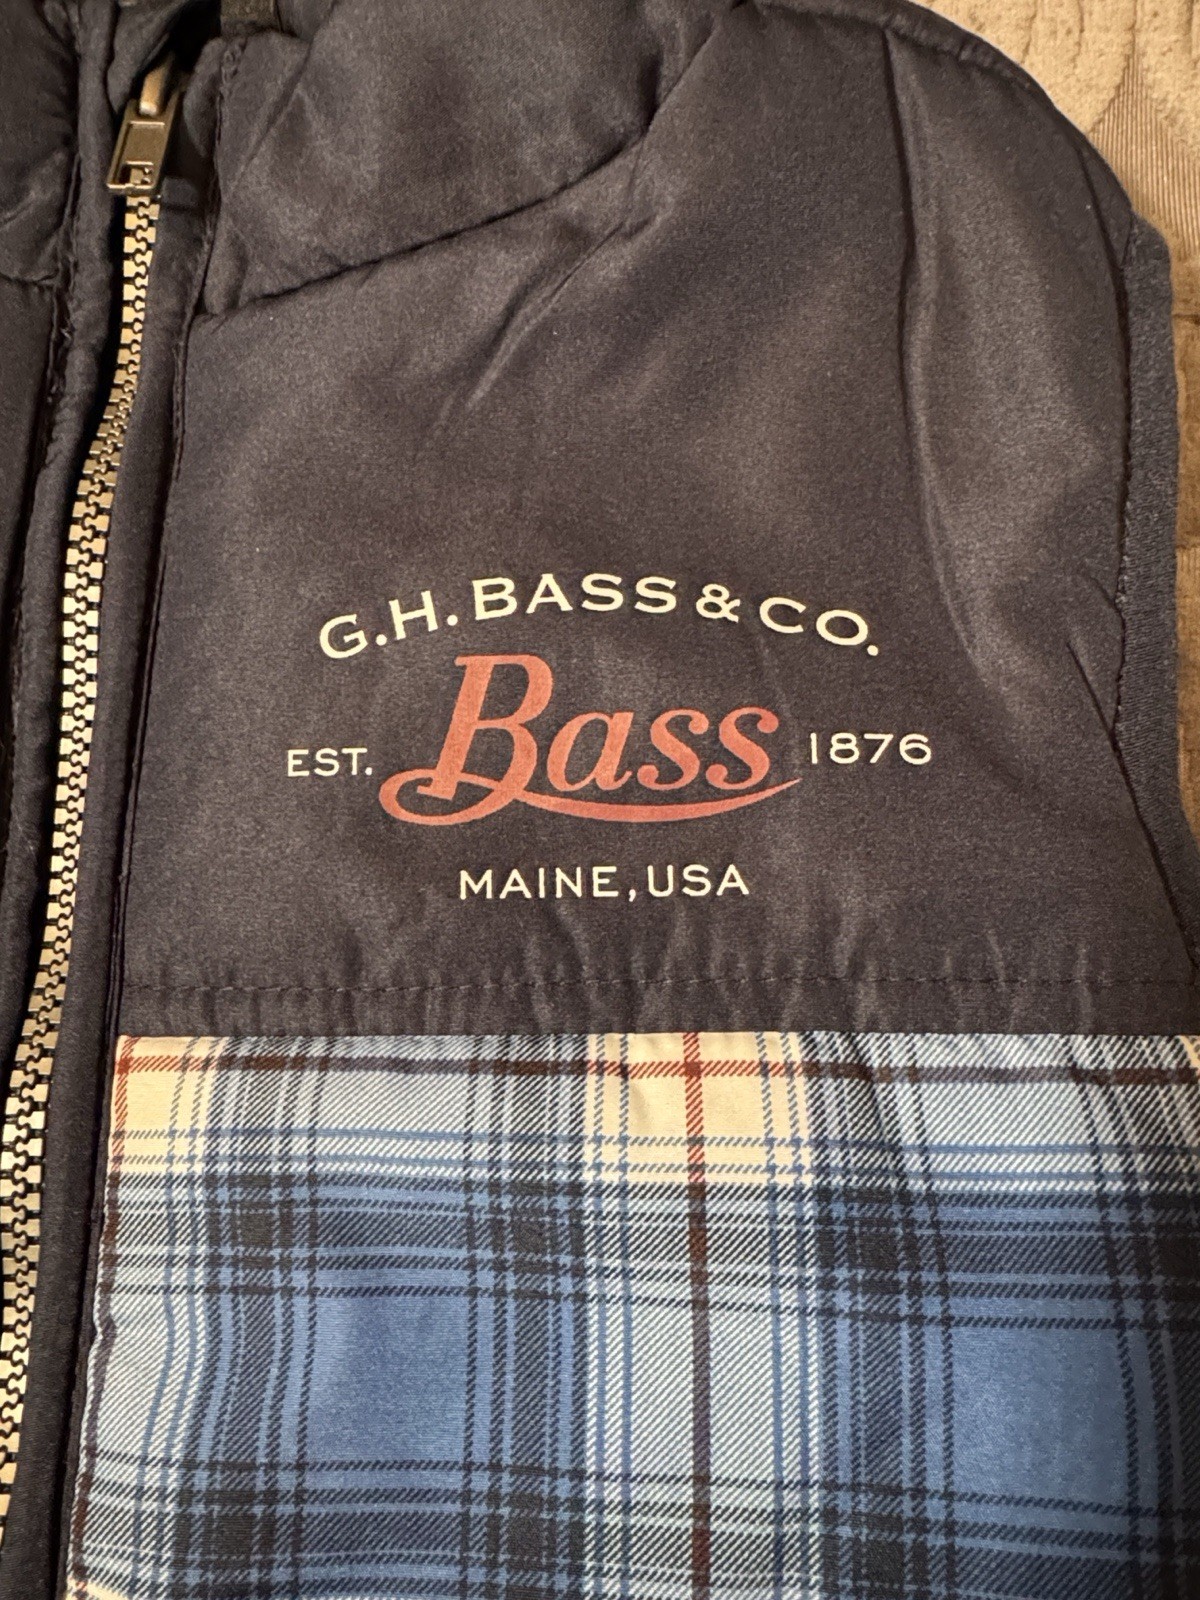 G.H. BASS & CO.
EST. Bass 1876
MAINE, USA